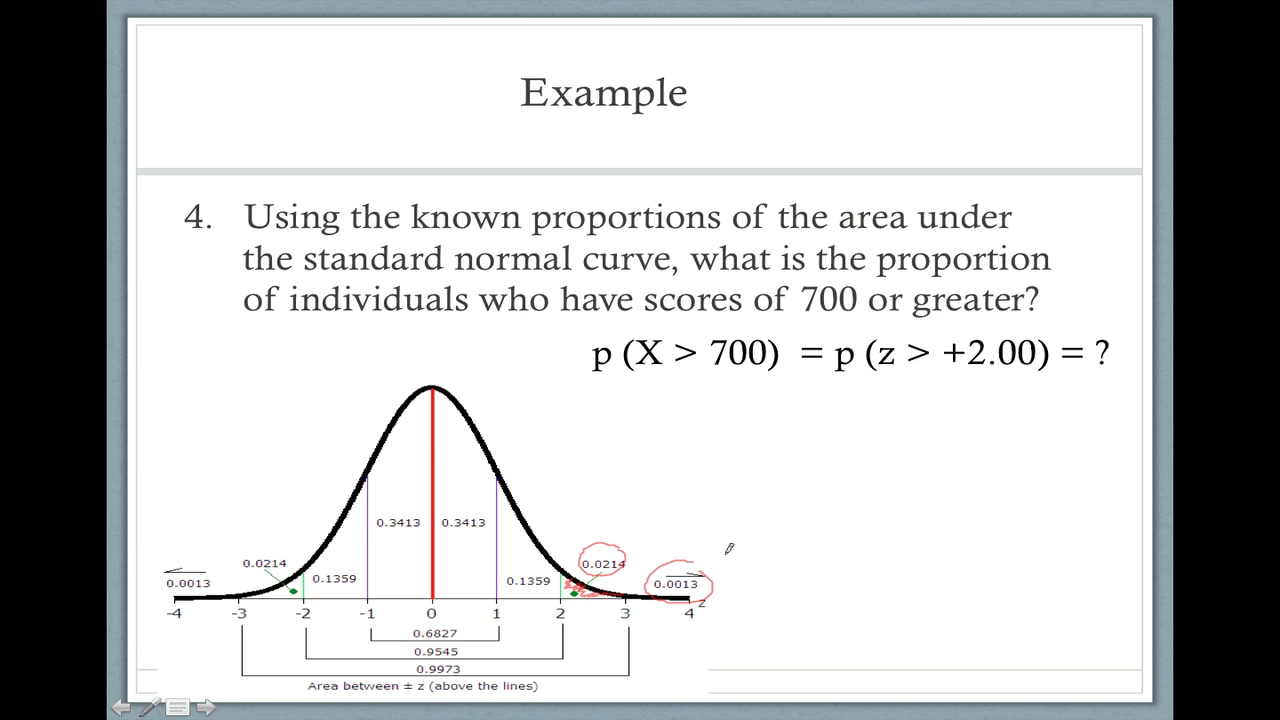 Example
4. Using the known proportions of the area under
the standard normal curve, what is the proportion
of individuals who have scores of 700 or greater?
p (X > 700) = p (z > +2.00) = ?
0.3413 0.3413
0.0214 0.0214
0.0013 0.1359 0.1359 0.0013
z
-4 -3 -2 -1 0 1 2 3 4
0.6827
0.9545
0.9973
Area between ± z (above the lines)